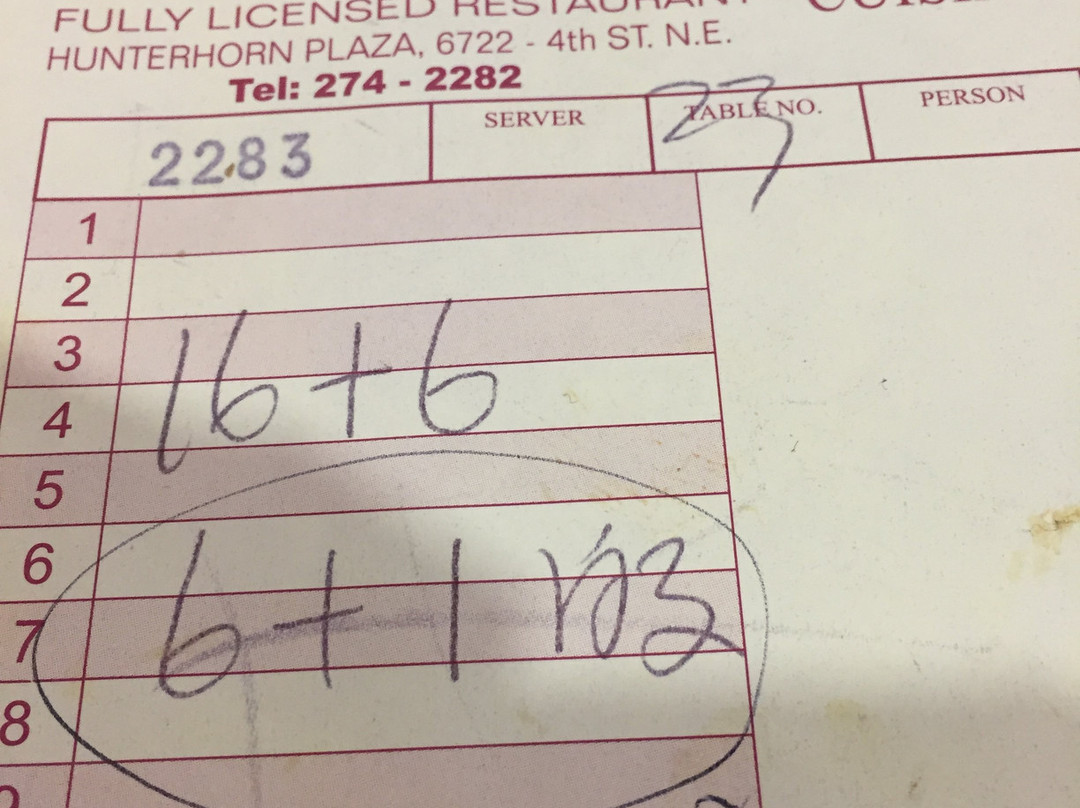 FULLY LICENSED RESTAURANT
HUNTERHORN PLAZA, 6722 - 4th ST. N.E.
Tel: 274 - 2282
2283 SERVER TABLE NO. 23 PERSON
1
2
3
16+6
4
5
6
6+1
7
8